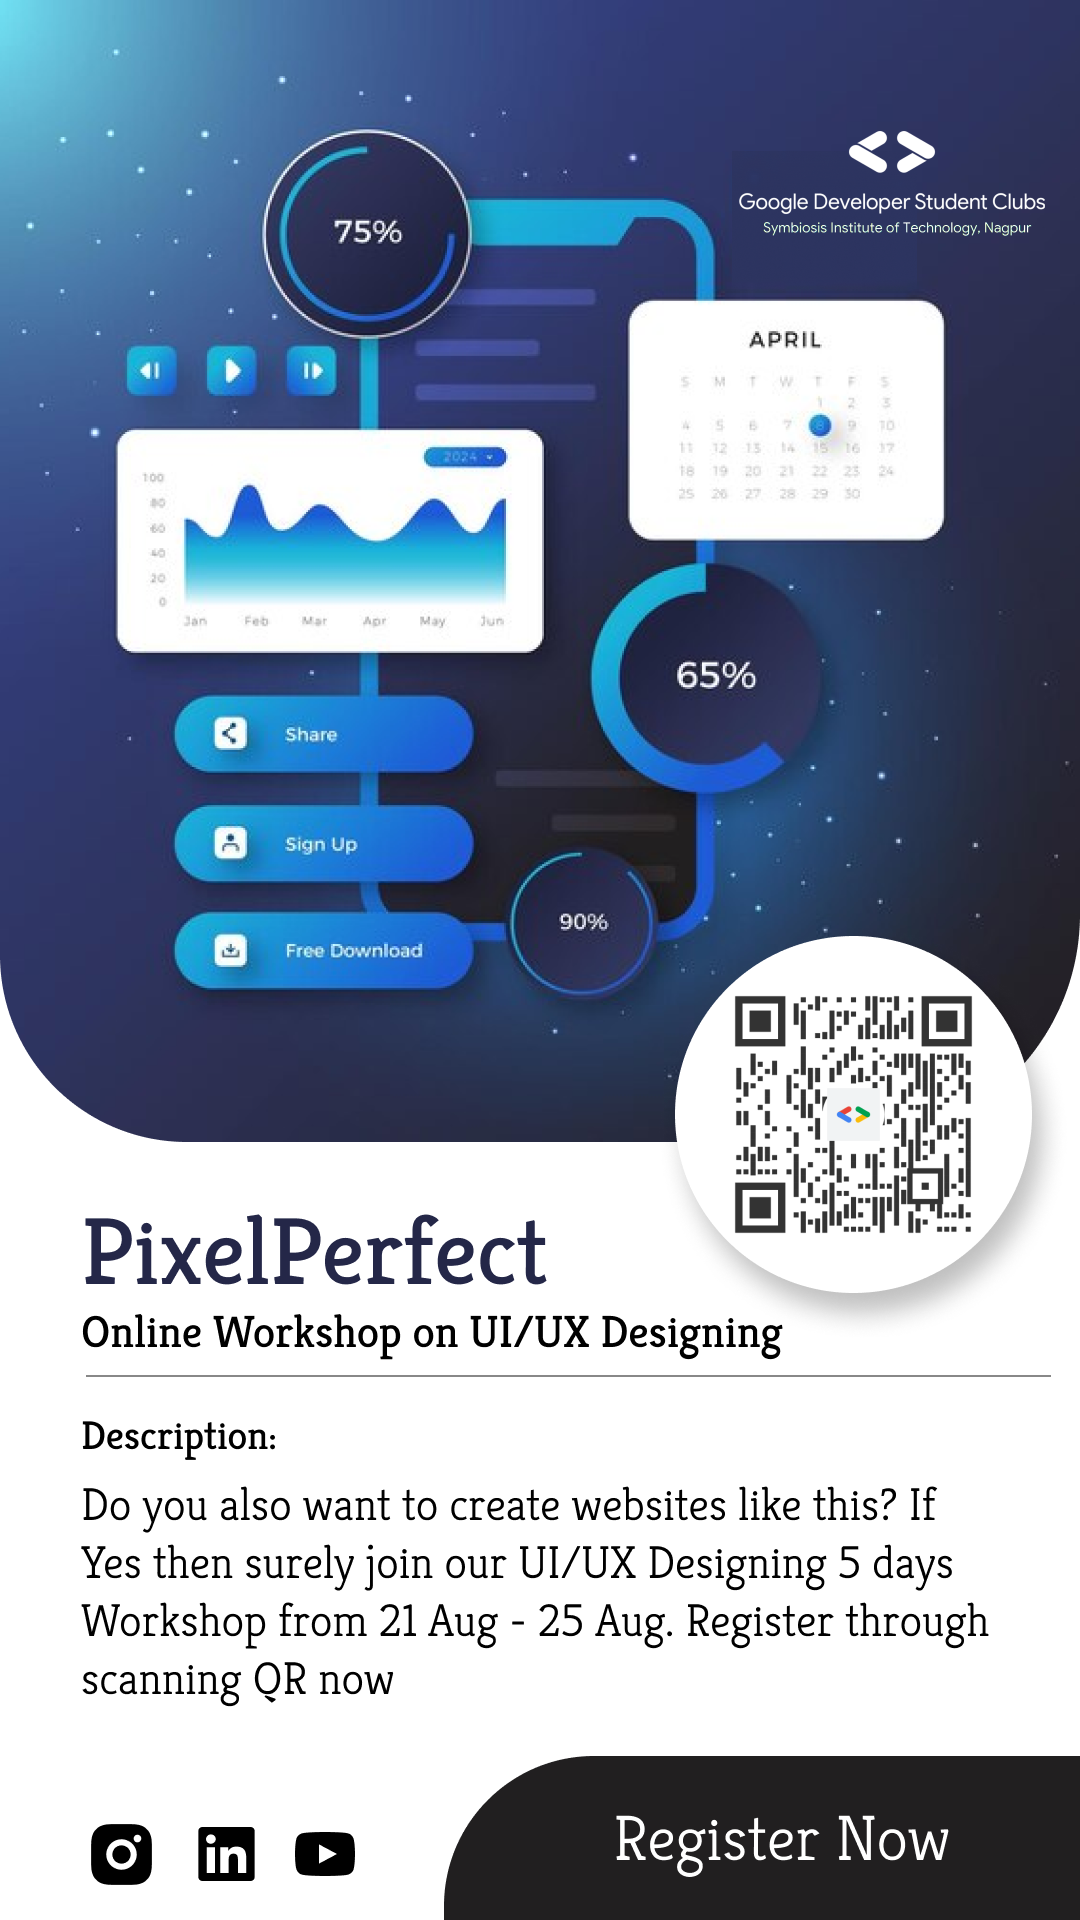 Google Developer Student Clubs
Symbiosis Institute of Technology, Nagpur
75%
APRIL
S M T W T F S
1 2 3
4 5 6 7 8 9 10
11 12 13 14 15 16 17
18 19 20 21 22 23 24
25 26 27 28 29 30
2024
100
80
60
40
20
0
Jan Feb Mar Apr May Jun
65%
Share
Sign Up
Free Download
90%
PixelPerfect
Online Workshop on UI/UX Designing
Description:
Do you also want to create websites like this? If
Yes then surely join our UI/UX Designing 5 days
Workshop from 21 Aug - 25 Aug. Register through
scanning QR now
in
Register Now